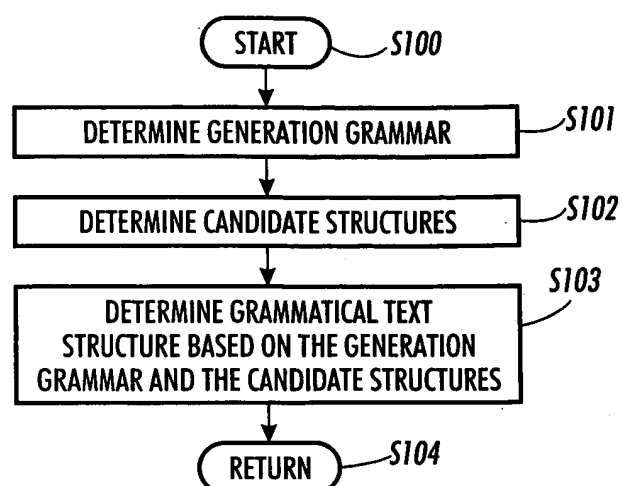 START S100
DETERMINE GENERATION GRAMMAR S101
DETERMINE CANDIDATE STRUCTURES S102
S103
DETERMINE GRAMMATICAL TEXT
STRUCTURE BASED ON THE GENERATION
GRAMMAR AND THE CANDIDATE STRUCTURES
RETURN S104